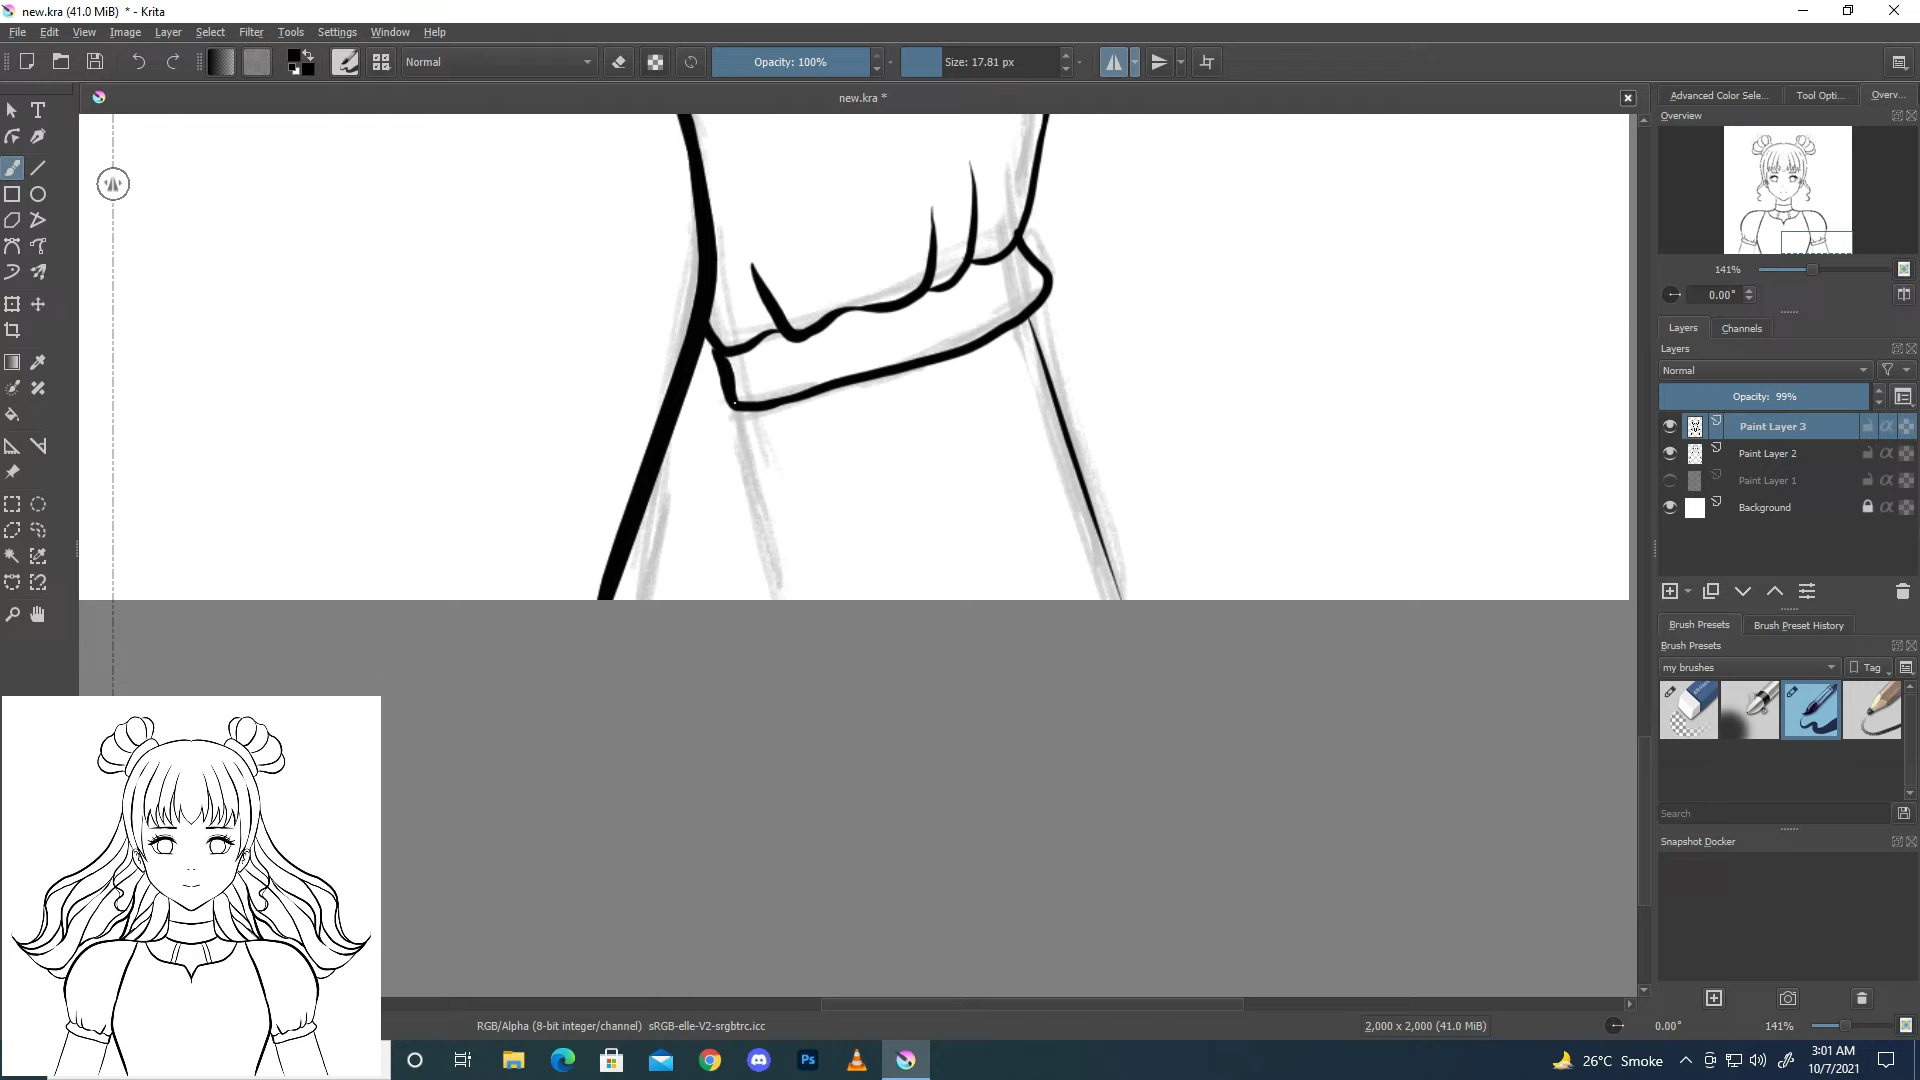 new.kra (41.0 MiB) * - Krita
File Edit View Image Layer Select Filter Tools Settings Window Help
Normal
Opacity: 100%
Size: 17.81 px
new.kra *
Advanced Color Sele... Tool Opti... Overv...
Overview
141%
0.00°
Layers Channels
Layers
Normal
Opacity: 99%
Paint Layer 3
Paint Layer 2
Paint Layer 1
Background
Brush Presets Brush Preset History
Brush Presets
my brushes
Tag
Search
Snapshot Docker
RGB/Alpha (8-bit integer/channel) sRGB-elle-V2-srgbtrc.icc
2,000 x 2,000 (41.0 MiB)
0.00°
141%
Ps
26°C Smoke
3:01 AM
10/7/2021